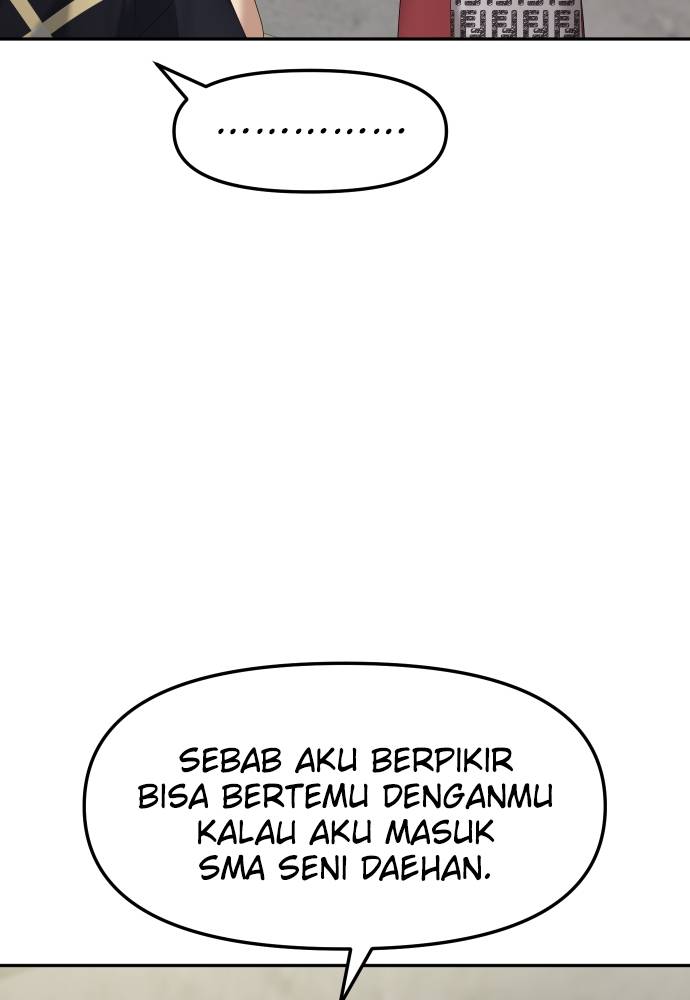 ...............
SEBAB AKU BERPIKIR
BISA BERTEMU DENGANMU
KALAU AKU MASUK
SMA SENI DAEHAN.